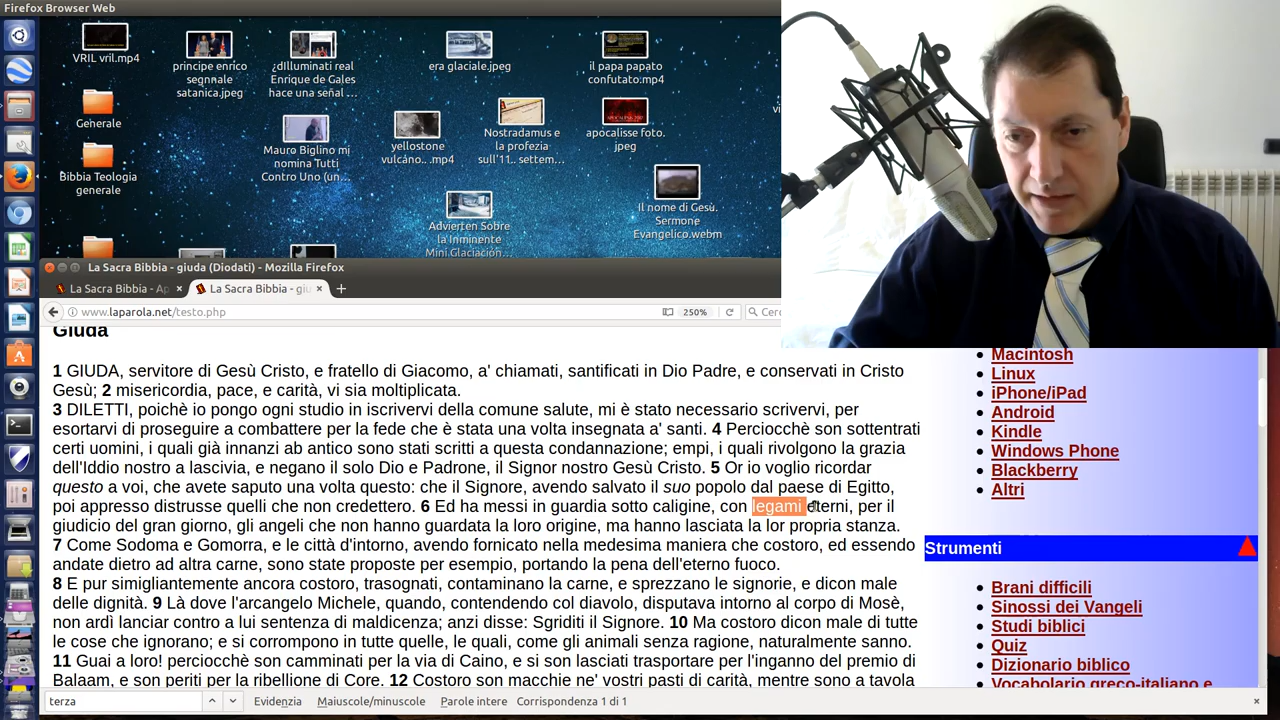 Firefox Browser Web
VRIL vril.mp4
principe enrico
segnnale
satanica.jpeg
¿dIlluminati real
Enrique de Gales
hace una señal ...
era glaciale.jpeg
il papa papato
confutato.mp4
Generale
Mauro Biglino mi
nomina Tutti
Contro Uno (un...
yellostone
vulcáno.. ..mp4
Nostradamus e
la profezia
sull'11.. settem...
apocalisse foto.
jpeg
Bibbia Teologia
generale
Advierten Sobre
la Inminente
Mini Glaciación...
Il nome di Gesù.
Sermone
Evangelico.webm
La Sacra Bibbia - giuda (Diodati) - Mozilla Firefox
La Sacra Bibbia - Ap
La Sacra Bibbia - giu
www.laparola.net/testo.php
250%
Cerc
Giuda
1 GIUDA, servitore di Gesù Cristo, e fratello di Giacomo, a' chiamati, santificati in Dio Padre, e conservati in Cristo
Gesù; 2 misericordia, pace, e carità, vi sia moltiplicata.
3 DILETTI, poichè io pongo ogni studio in iscrivervi della comune salute, mi è stato necessario scrivervi, per
esortarvi di proseguire a combattere per la fede che è stata una volta insegnata a' santi. 4 Perciocchè son sottentrati
certi uomini, i quali già innanzi ab antico sono stati scritti a questa condannazione; empi, i quali rivolgono la grazia
dell'Iddio nostro a lascivia, e negano il solo Dio e Padrone, il Signor nostro Gesù Cristo. 5 Or io voglio ricordar
questo a voi, che avete saputo una volta questo: che il Signore, avendo salvato il suo popolo dal paese di Egitto,
poi appresso distrusse quelli che non credettero. 6 Ed ha messi in guardia sotto caligine, con legami eterni, per il
giudicio del gran giorno, gli angeli che non hanno guardata la loro origine, ma hanno lasciata la lor propria stanza.
7 Come Sodoma e Gomorra, e le città d'intorno, avendo fornicato nella medesima maniera che costoro, ed essendo
andate dietro ad altra carne, sono state proposte per esempio, portando la pena dell'eterno fuoco.
8 E pur simigliantemente ancora costoro, trasognati, contaminano la carne, e sprezzano le signorie, e dicon male
delle dignità. 9 Là dove l'arcangelo Michele, quando, contendendo col diavolo, disputava intorno al corpo di Mosè,
non ardì lanciar contro a lui sentenza di maldicenza; anzi disse: Sgriditi il Signore. 10 Ma costoro dicon male di tutte
le cose che ignorano; e si corrompono in tutte quelle, le quali, come gli animali senza ragione, naturalmente sanno.
11 Guai a loro! perciocchè son camminati per la via di Caino, e si son lasciati trasportare per l'inganno del premio di
Balaam, e son periti per la ribellione di Core. 12 Costoro son macchie ne' vostri pasti di carità, mentre sono a tavola
Macintosh
Linux
iPhone/iPad
Android
Kindle
Windows Phone
Blackberry
Altri
Strumenti
Brani difficili
Sinossi dei Vangeli
Studi biblici
Quiz
Dizionario biblico
Vocabolario greco-italiano e
terza
Evidenzia
Maiuscole/minuscole
Parole intere
Corrispondenza 1 di 1